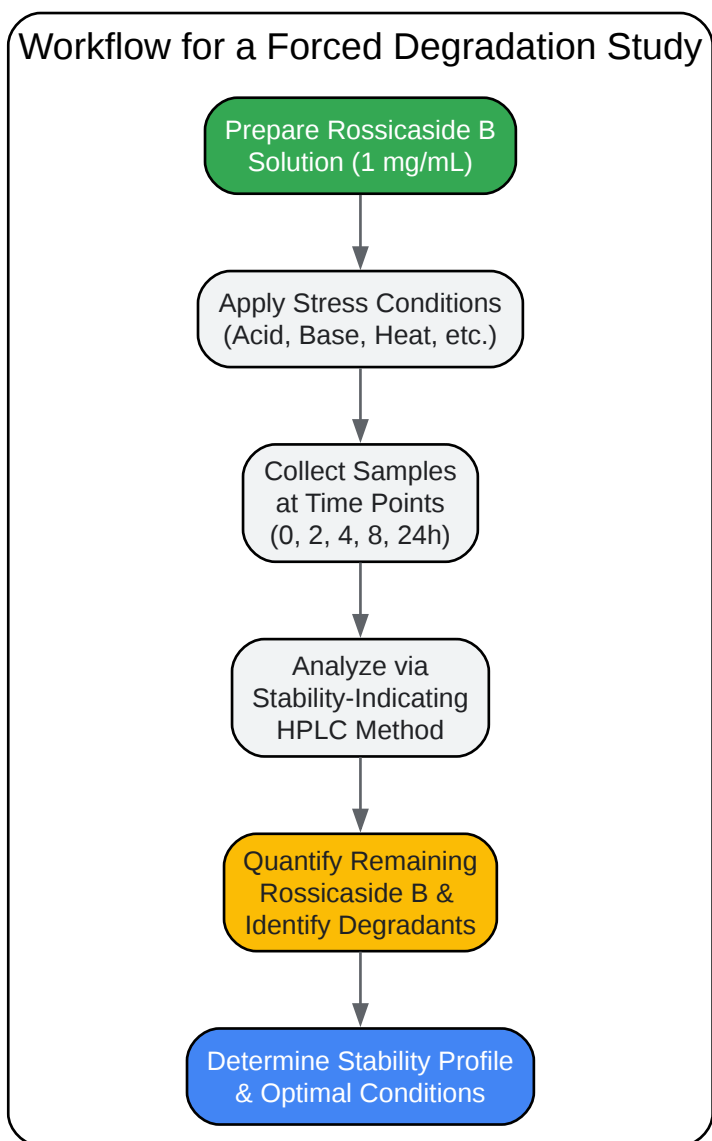 Workflow for a Forced Degradation Study
Prepare Rossicaside B
Solution (1 mg/mL)
Apply Stress Conditions
(Acid, Base, Heat, etc.)
Collect Samples
at Time Points
(0, 2, 4, 8, 24h)
Analyze via
Stability-Indicating
HPLC Method
Quantify Remaining
Rossicaside B &
Identify Degradants
Determine Stability Profile
& Optimal Conditions